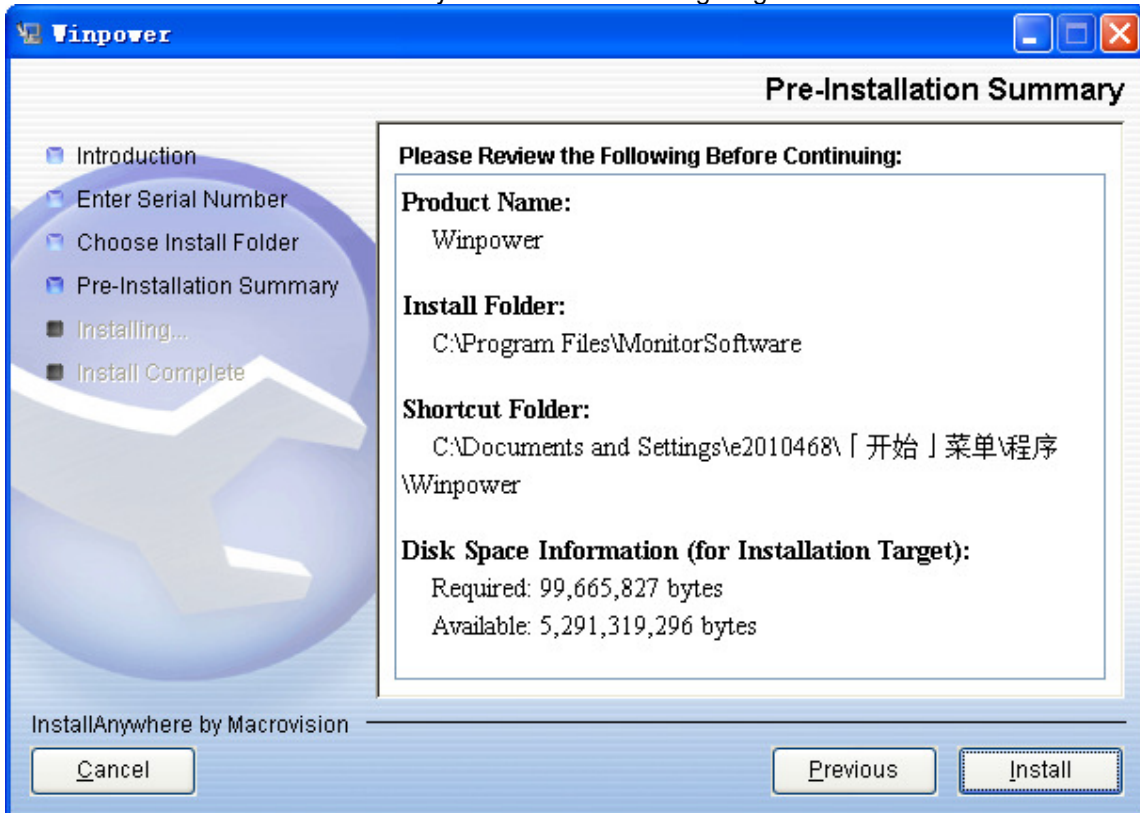 Winpower
Pre-Installation Summary
Introduction
Enter Serial Number
Choose Install Folder
Pre-Installation Summary
Installing...
Install Complete
Please Review the Following Before Continuing:
Product Name:
Winpower
Install Folder:
C:\Program Files\MonitorSoftware
Shortcut Folder:
C:\Documents and Settings\e2010468\「开始」菜单\程序
\Winpower
Disk Space Information (for Installation Target):
Required: 99,665,827 bytes
Available: 5,291,319,296 bytes
InstallAnywhere by Macrovision
Cancel
Previous
Install